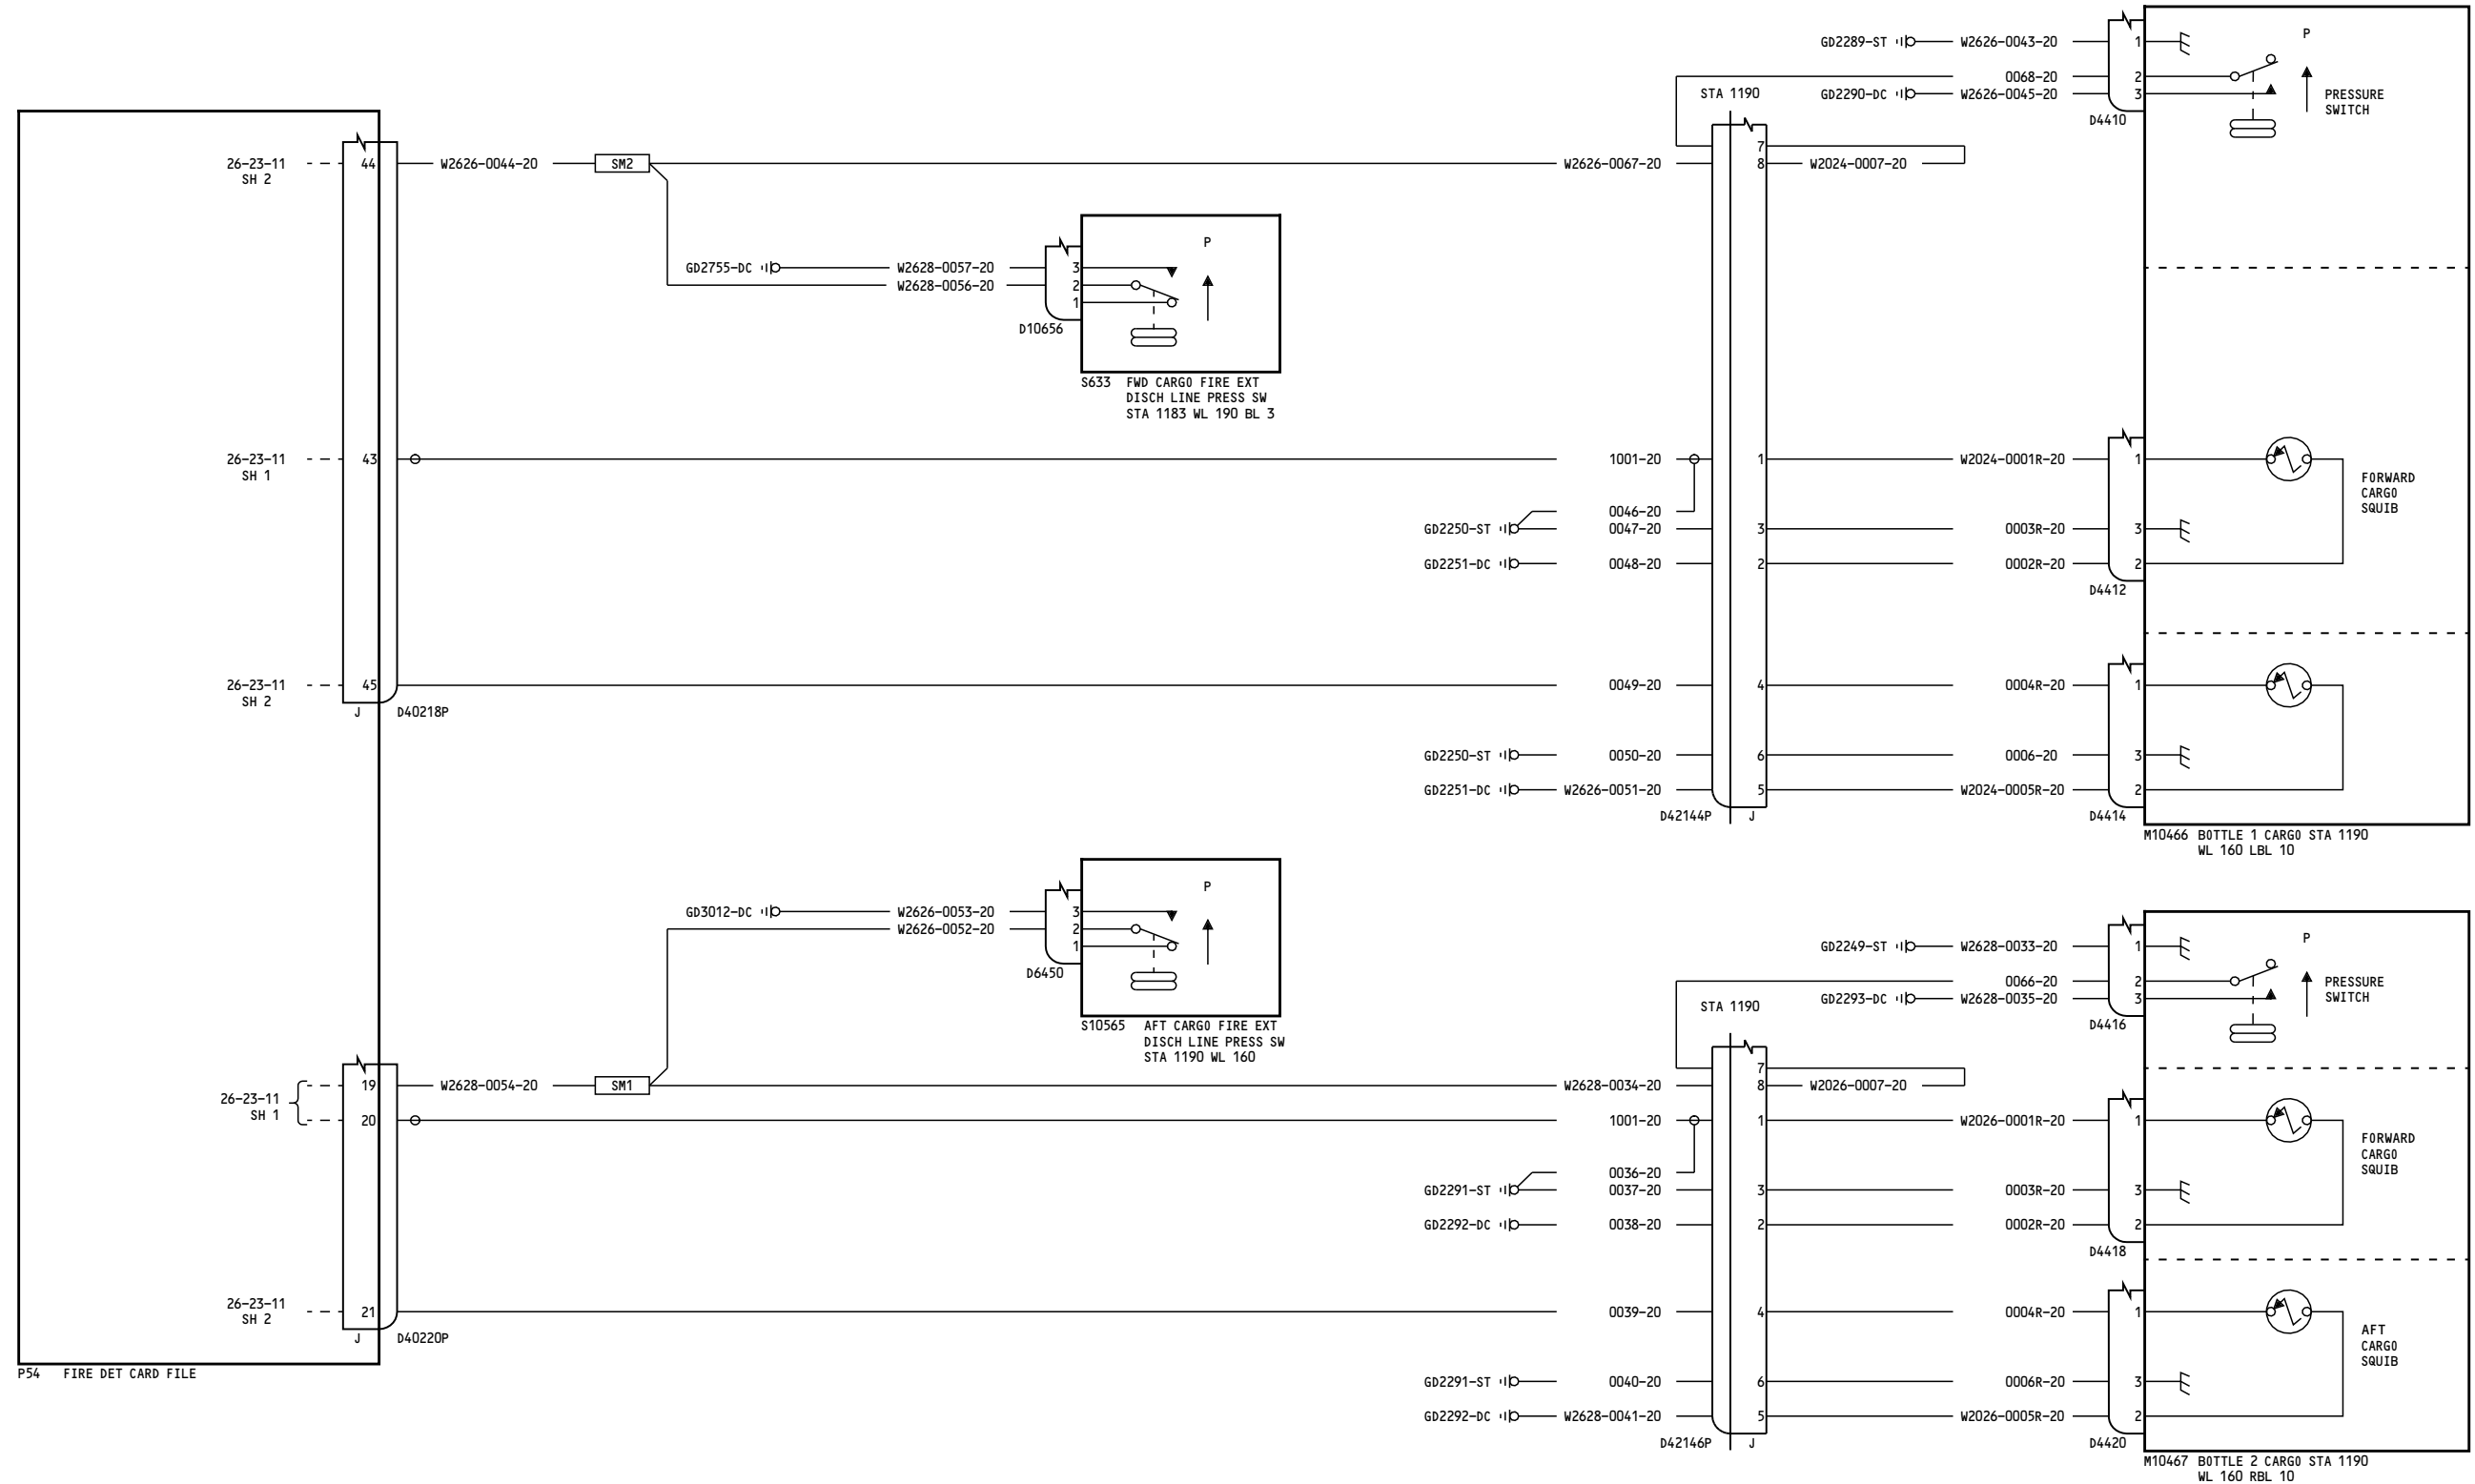 GD2289-ST W2626-0043-20 1
P
0068-20 2
STA 1190 GD2290-DC W2626-0045-20 3
PRESSURE
SWITCH
D4410
7
26-23-11 44 W2626-0044-20 SM2 W2626-0067-20 8 W2024-0007-20
SH 2
P
GD2755-DC W2628-0057-20 3
W2628-0056-20 2
1
D10656
S633 FWD CARGO FIRE EXT
DISCH LINE PRESS SW
STA 1183 WL 190 BL 3
26-23-11 43 1001-20 1 W2024-0001R-20 1
SH 1
FORWARD
CARGO
SQUIB
0046-20
GD2250-ST 0047-20 3 0003R-20 3
GD2251-DC 0048-20 2 0002R-20 2
D4412
26-23-11 45 0049-20 4 0004R-20 1
SH 2
J D40218P
GD2250-ST 0050-20 6 0006-20 3
GD2251-DC W2626-0051-20 5 W2024-0005R-20 2
D42144P J D4414
M10466 BOTTLE 1 CARGO STA 1190
WL 160 LBL 10
P
GD3012-DC W2626-0053-20 3
W2626-0052-20 2
1
D6450
S10565 AFT CARGO FIRE EXT
DISCH LINE PRESS SW
STA 1190 WL 160
GD2249-ST W2628-0033-20 1
P
0066-20 2
STA 1190 GD2293-DC W2628-0035-20 3
PRESSURE
SWITCH
D4416
7
19 W2628-0054-20 SM1 W2628-0034-20 8 W2026-0007-20
26-23-11
SH 1
20 1001-20 1 W2026-0001R-20 1
FORWARD
CARGO
SQUIB
0036-20
GD2291-ST 0037-20 3 0003R-20 3
GD2292-DC 0038-20 2 0002R-20 2
D4418
26-23-11 21 0039-20 4 0004R-20 1
SH 2
J D40220P
AFT
CARGO
SQUIB
P54 FIRE DET CARD FILE
GD2291-ST 0040-20 6 0006R-20 3
GD2292-DC W2628-0041-20 5 W2026-0005R-20 2
D42146P J D4420
M10467 BOTTLE 2 CARGO STA 1190
WL 160 RBL 10